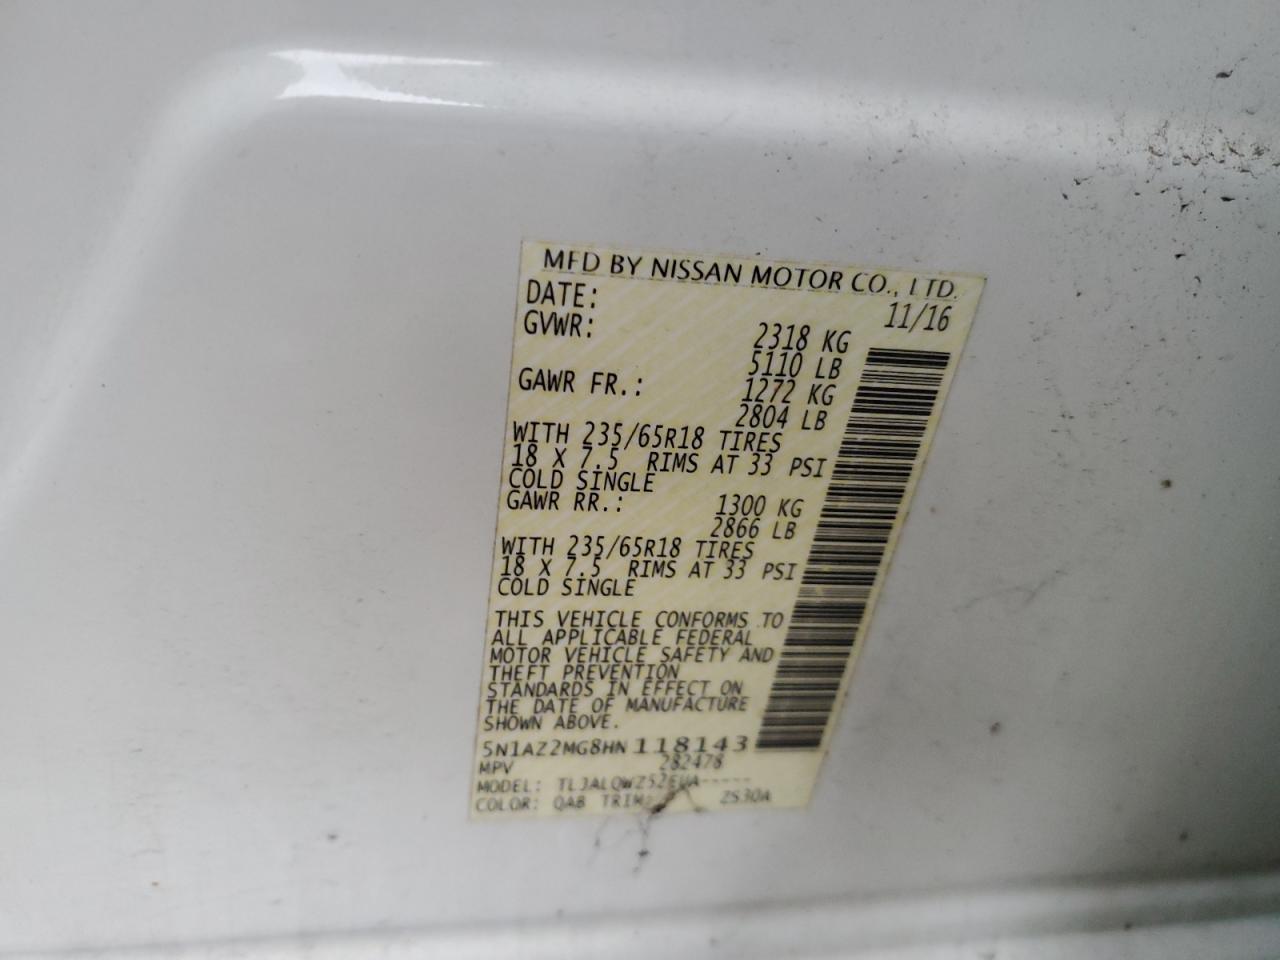 MFD BY NISSAN MOTOR CO., LTD.
DATE: 11/16
GVWR: 2318 KG
5110 LB
GAWR FR.: 1272 KG
2804 LB
WITH 235/65R18 TIRES
18 X 7.5 RIMS AT 33 PSI
COLD SINGLE
GAWR RR.: 1300 KG
2866 LB
WITH 235/65R18 TIRES
18 X 7.5 RIMS AT 33 PSI
COLD SINGLE
THIS VEHICLE CONFORMS TO
ALL APPLICABLE FEDERAL
MOTOR VEHICLE SAFETY AND
THEFT PREVENTION
STANDARDS IN EFFECT ON
THE DATE OF MANUFACTURE
SHOWN ABOVE.
5N1AZ2MG8HN118143
MPV 282478
MODEL:
COLOR: QAB TRIM: